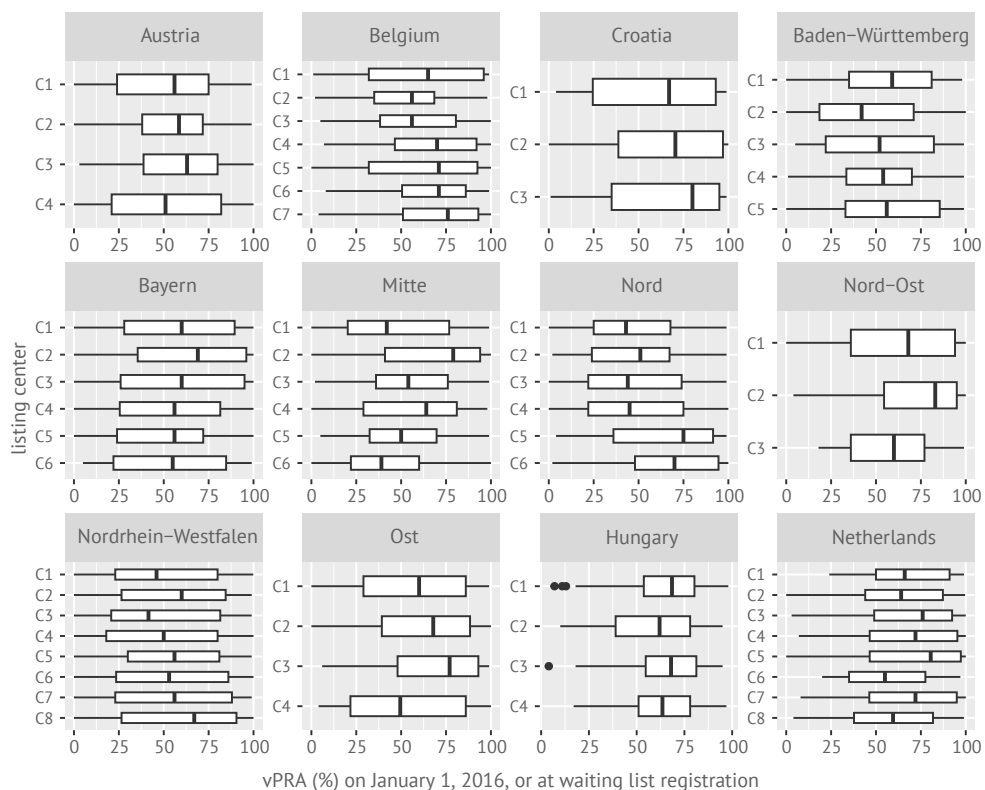 Austria
Belgium
Croatia
Baden−Württemberg
C1
C2
C3
C4
0 25 50 75 100
C1
C2
C3
C4
C5
C6
C7
0 25 50 75 100
C1
C2
C3
0 25 50 75 100
C1
C2
C3
C4
C5
0 25 50 75 100
listing center
Bayern
Mitte
Nord
Nord−Ost
C1
C2
C3
C4
C5
C6
0 25 50 75 100
C1
C2
C3
C4
C5
C6
0 25 50 75 100
C1
C2
C3
C4
C5
C6
0 25 50 75 100
C1
C2
C3
0 25 50 75 100
Nordrhein−Westfalen
Ost
Hungary
Netherlands
C1
C2
C3
C4
C5
C6
C7
C8
0 25 50 75 100
C1
C2
C3
C4
0 25 50 75 100
C1
C2
C3
C4
0 25 50 75 100
C1
C2
C3
C4
C5
C6
C7
C8
0 25 50 75 100
vPRA (%) on January 1, 2016, or at waiting list registration